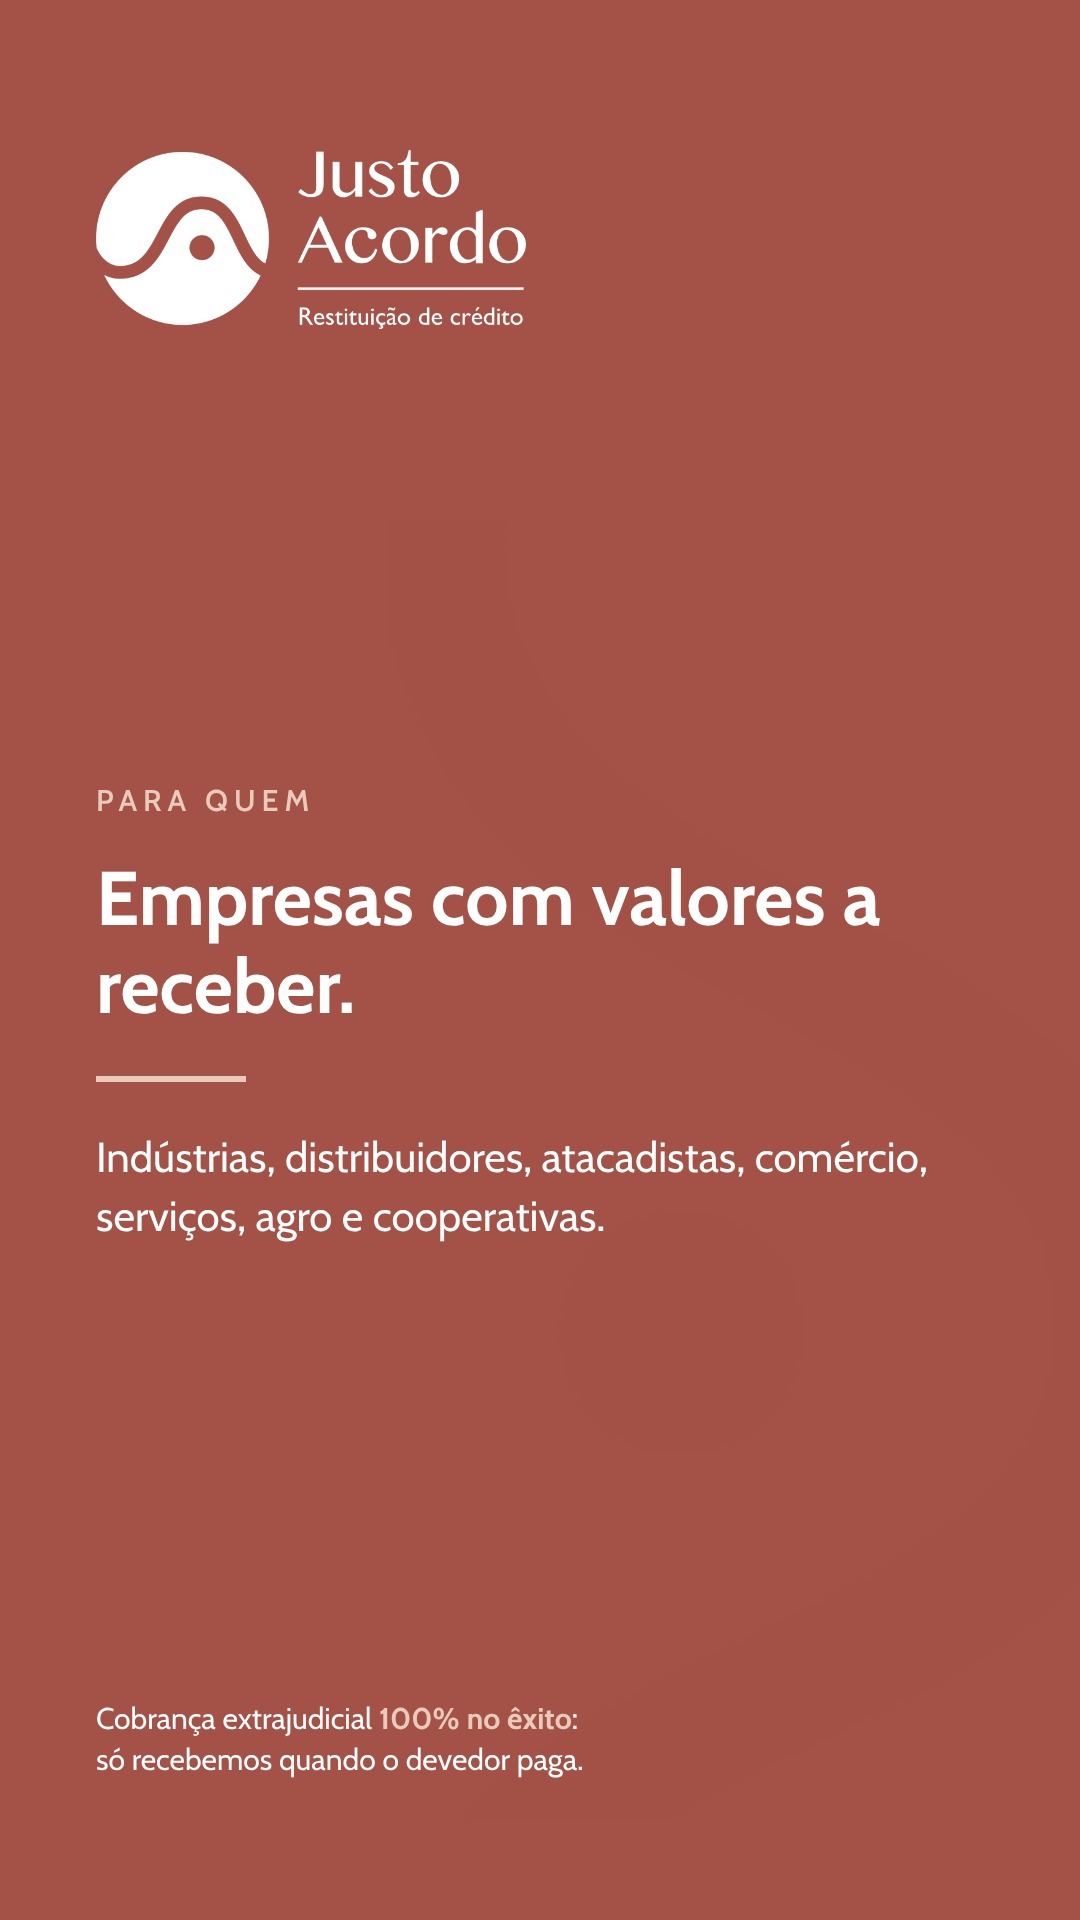 Justo
Acordo
Restituição de crédito
PARA QUEM
Empresas com valores a
receber.
Indústrias, distribuidores, atacadistas, comércio,
serviços, agro e cooperativas.
Cobrança extrajudicial 100% no êxito:
só recebemos quando o devedor paga.